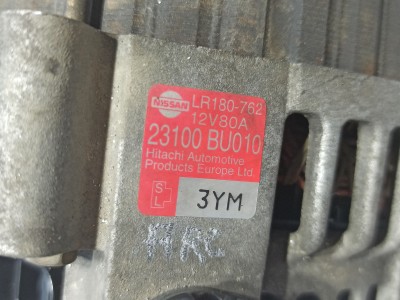 NISSAN
LR180-762
12V80A
23100 BU010
Hitachi Automotive
Products Europe Ltd
S
L
3YM